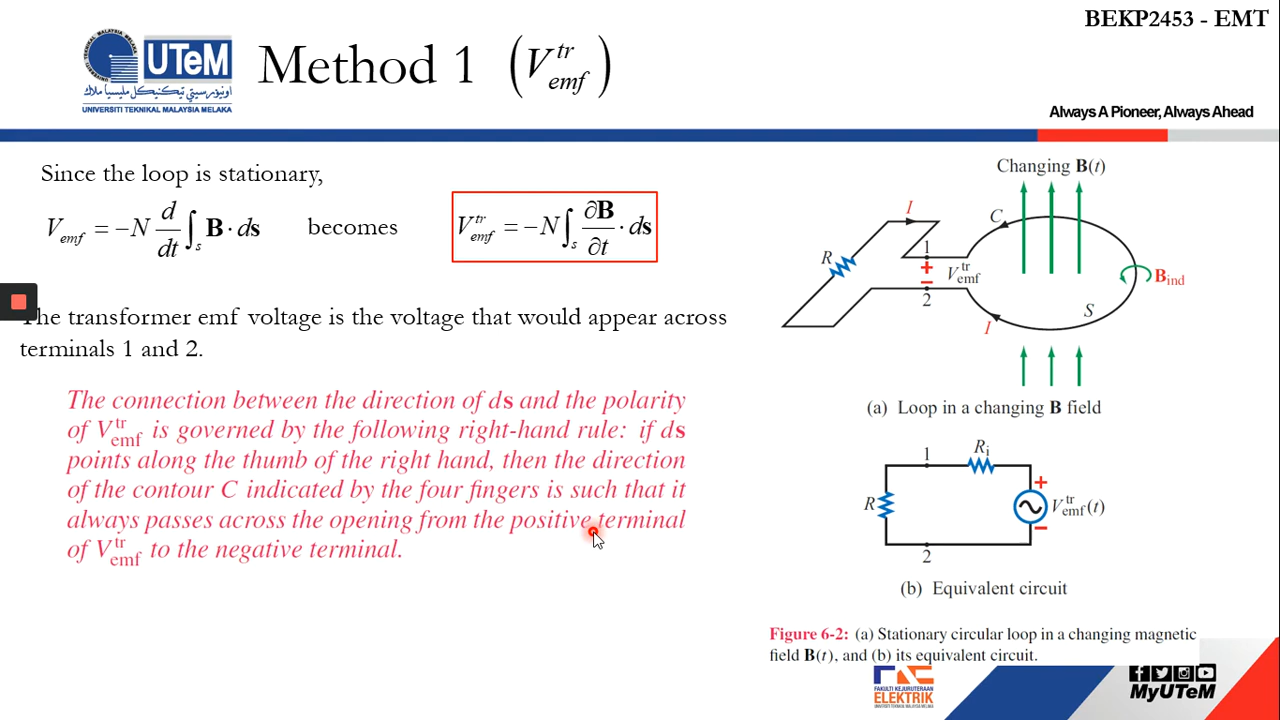 BEKP2453 - EMT
UTeM
اونيۏرسيتي تيكنيكل مليسيا ملاك
UNIVERSITI TEKNIKAL MALAYSIA MELAKA
Method 1 (V^tr_emf)
Always A Pioneer, Always Ahead
Since the loop is stationary,
V_emf = −N d/dt ∫_s B · ds becomes V^tr_emf = −N ∫_s ∂B/∂t · ds
The transformer emf voltage is the voltage that would appear across
terminals 1 and 2.
The connection between the direction of ds and the polarity
of V^tr_emf is governed by the following right-hand rule: if ds
points along the thumb of the right hand, then the direction
of the contour C indicated by the four fingers is such that it
always passes across the opening from the positive terminal
of V^tr_emf to the negative terminal.
Changing B(t)
I
C
R
1
+
−
V^tr_emf
2
B_ind
S
I
(a) Loop in a changing B field
1
R_i
R
+
−
V^tr_emf(t)
2
(b) Equivalent circuit
Figure 6-2: (a) Stationary circular loop in a changing magnetic
field B(t), and (b) its equivalent circuit.
FAKULTI KEJURUTERAAN
ELEKTRIK
UNIVERSITI TEKNIKAL MALAYSIA MELAKA
MyUTeM